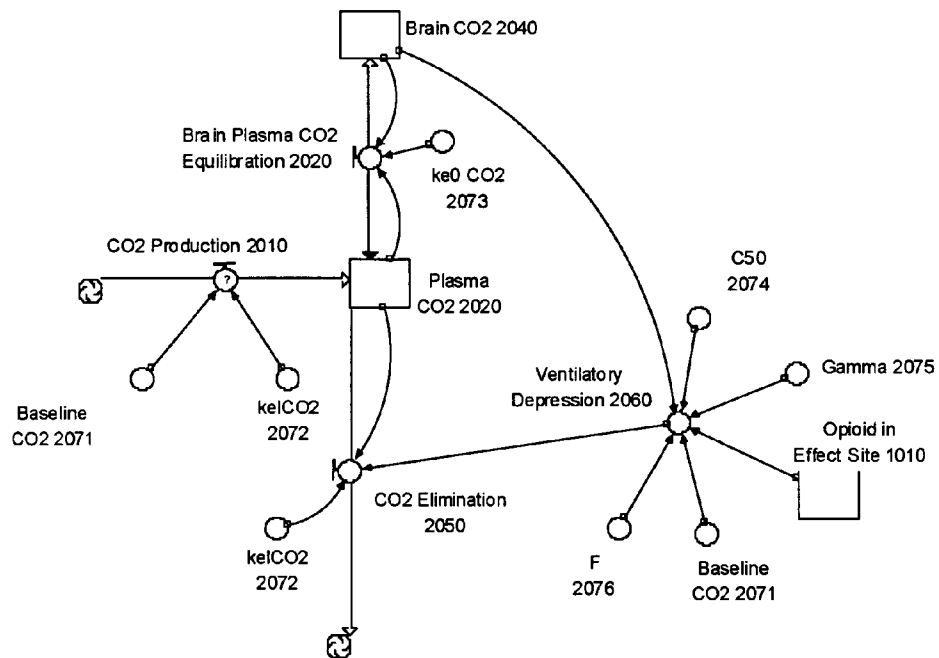 Brain CO2 2040
Brain Plasma CO2
Equilibration 2020
ke0 CO2
2073
CO2 Production 2010
?
Plasma
CO2 2020
C50
2074
Gamma 2075
Ventilatory
Depression 2060
Opioid in
Effect Site 1010
Baseline
CO2 2071
kelCO2
2072
CO2 Elimination
2050
kelCO2
2072
F
2076
Baseline
CO2 2071